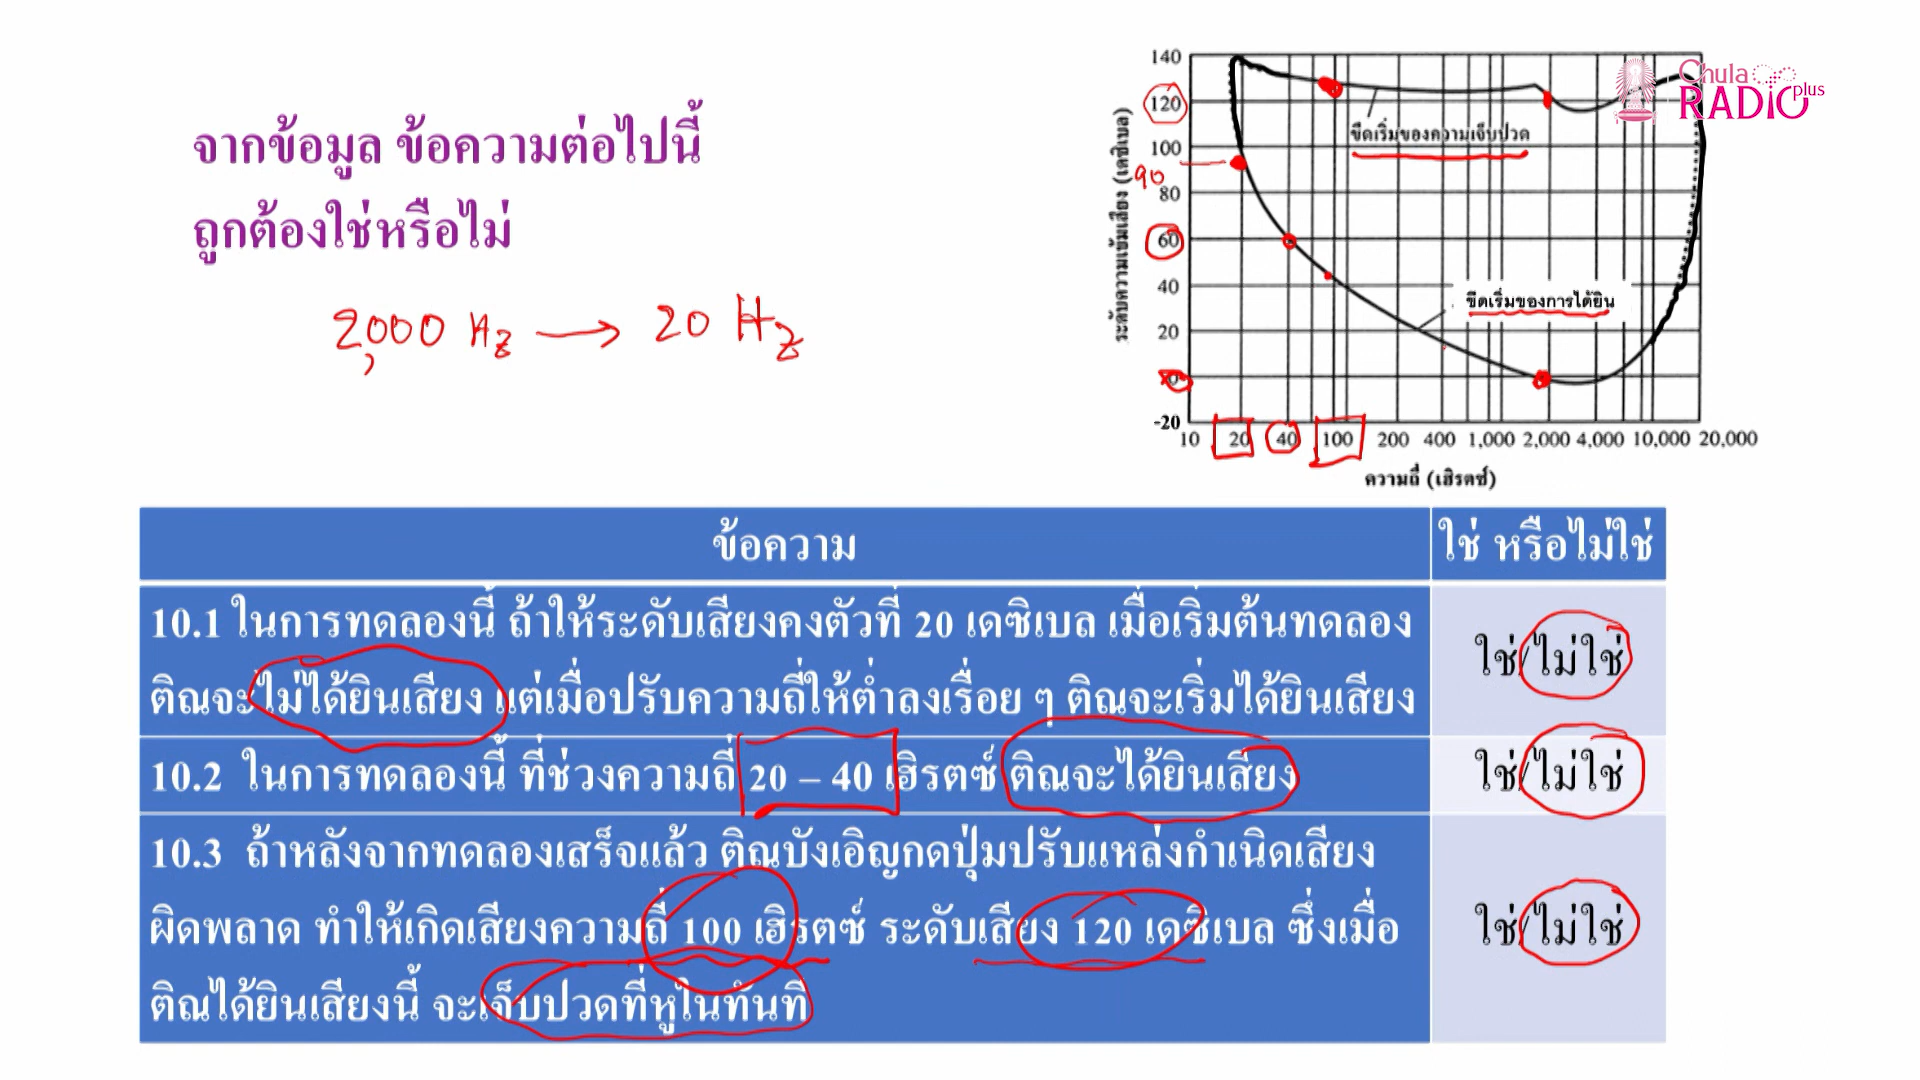 จากข้อมูล ข้อความต่อไปนี้
ถูกต้องใช่หรือไม่
2,000 Hz → 20 Hz
Chula
RADIO plus
140
120
100
90
80
60
40
20
-20
ระดับความเข้มเสียง (เดซิเบล)
ขีดเริ่มของความเจ็บปวด
ขีดเริ่มของการได้ยิน
10 20 40 100 200 400 1,000 2,000 4,000 10,000 20,000
ความถี่ (เฮิรตซ์)
ข้อความ ใช่ หรือไม่ใช่
10.1 ในการทดลองนี้ ถ้าให้ระดับเสียงคงตัวที่ 20 เดซิเบล เมื่อเริ่มต้นทดลอง
ติณจะไม่ได้ยินเสียง แต่เมื่อปรับความถี่ให้ต่ำลงเรื่อย ๆ ติณจะเริ่มได้ยินเสียง
ใช่/ไม่ใช่
10.2 ในการทดลองนี้ ที่ช่วงความถี่ 20 – 40 เฮิรตซ์ ติณจะได้ยินเสียง
ใช่/ไม่ใช่
10.3 ถ้าหลังจากทดลองเสร็จแล้ว ติณบังเอิญกดปุ่มปรับแหล่งกำเนิดเสียง
ผิดพลาด ทำให้เกิดเสียงความถี่ 100 เฮิรตซ์ ระดับเสียง 120 เดซิเบล ซึ่งเมื่อ
ติณได้ยินเสียงนี้ จะเจ็บปวดที่หูในทันที
ใช่/ไม่ใช่